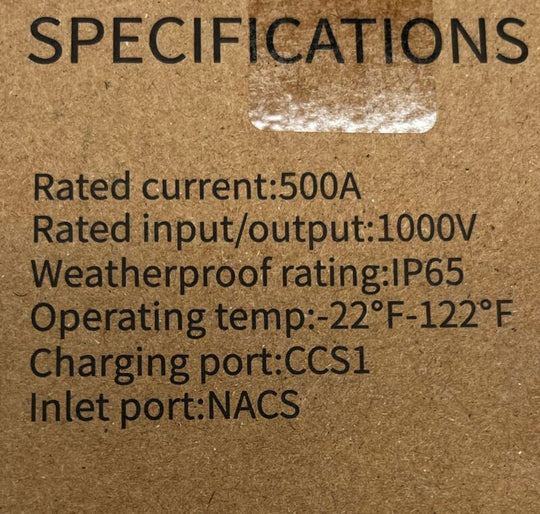 SPECIFICATIONS
Rated current:500A
Rated input/output:1000V
Weatherproof rating:IP65
Operating temp:-22°F-122°F
Charging port:CCS1
Inlet port:NACS